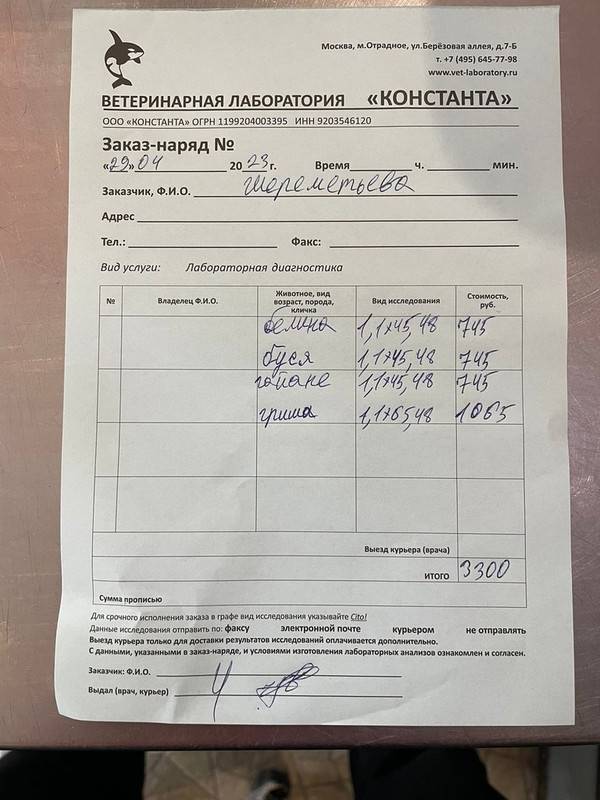 Москва, м.Отрадное, ул.Берёзовая аллея, д.7-Б
т. +7 (495) 645-77-98
www.vet-laboratory.ru
ВЕТЕРИНАРНАЯ ЛАБОРАТОРИЯ «КОНСТАНТА»
ООО «КОНСТАНТА» ОГРН 1199204003395 ИНН 9203546120
Заказ-наряд №
«29» 04 2023 г. Время ч. мин.
Заказчик, Ф.И.О. Шереметьева
Адрес
Тел.: Факс:
Вид услуги: Лабораторная диагностика
№ Владелец Ф.И.О. Животное, вид возраст, порода, кличка Вид исследования Стоимость, руб.
1,1+45,48 745
буся 1,1+45,48 745
1,1+45,48 745
гриша 1,1+65,48 1065
Выезд курьера (врача)
ИТОГО 3300
Сумма прописью
Для срочного исполнения заказа в графе вид исследования указывайте Cito!
Данные исследования отправить по: факсу электронной почте курьером не отправлять
Выезд курьера только для доставки результатов исследований оплачивается дополнительно.
С данными, указанными в заказ-наряде, и условиями изготовления лабораторных анализов ознакомлен и согласен.
Заказчик: Ф.И.О.
Выдал (врач, курьер)